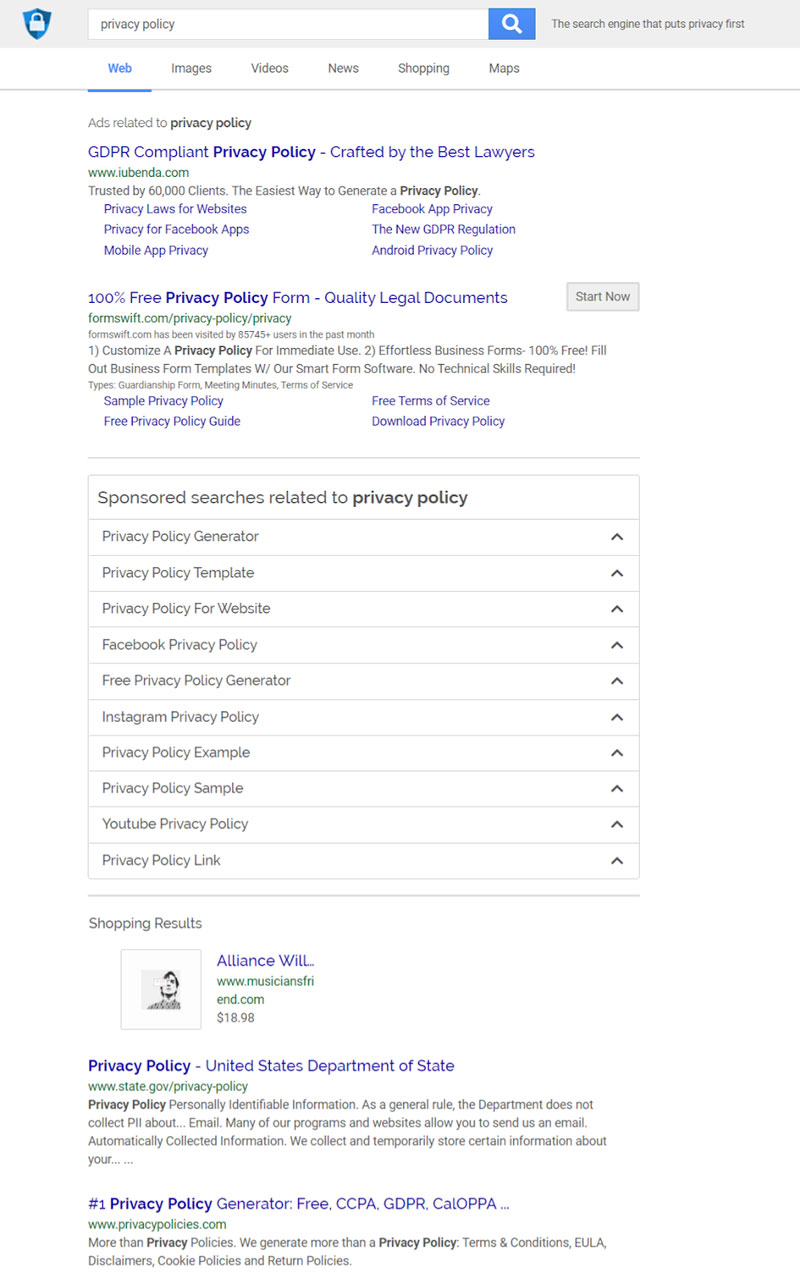 privacy policy
The search engine that puts privacy first
Web Images Videos News Shopping Maps
Ads related to privacy policy
GDPR Compliant Privacy Policy - Crafted by the Best Lawyers
www.iubenda.com
Trusted by 60,000 Clients. The Easiest Way to Generate a Privacy Policy.
Privacy Laws for Websites Facebook App Privacy
Privacy for Facebook Apps The New GDPR Regulation
Mobile App Privacy Android Privacy Policy
100% Free Privacy Policy Form - Quality Legal Documents
Start Now
formswift.com/privacy-policy/privacy
formswift.com has been visited by 85745+ users in the past month
1) Customize A Privacy Policy For Immediate Use. 2) Effortless Business Forms- 100% Free! Fill
Out Business Form Templates W/ Our Smart Form Software. No Technical Skills Required!
Types: Guardianship Form, Meeting Minutes, Terms of Service
Sample Privacy Policy Free Terms of Service
Free Privacy Policy Guide Download Privacy Policy
Sponsored searches related to privacy policy
Privacy Policy Generator
Privacy Policy Template
Privacy Policy For Website
Facebook Privacy Policy
Free Privacy Policy Generator
Instagram Privacy Policy
Privacy Policy Example
Privacy Policy Sample
Youtube Privacy Policy
Privacy Policy Link
Shopping Results
Alliance Will...
www.musiciansfri
end.com
$18.98
Privacy Policy - United States Department of State
www.state.gov/privacy-policy
Privacy Policy Personally Identifiable Information. As a general rule, the Department does not
collect PII about... Email. Many of our programs and websites allow you to send us an email.
Automatically Collected Information. We collect and temporarily store certain information about
your... ...
#1 Privacy Policy Generator: Free, CCPA, GDPR, CalOPPA ...
www.privacypolicies.com
More than Privacy Policies. We generate more than a Privacy Policy: Terms & Conditions, EULA,
Disclaimers, Cookie Policies and Return Policies.